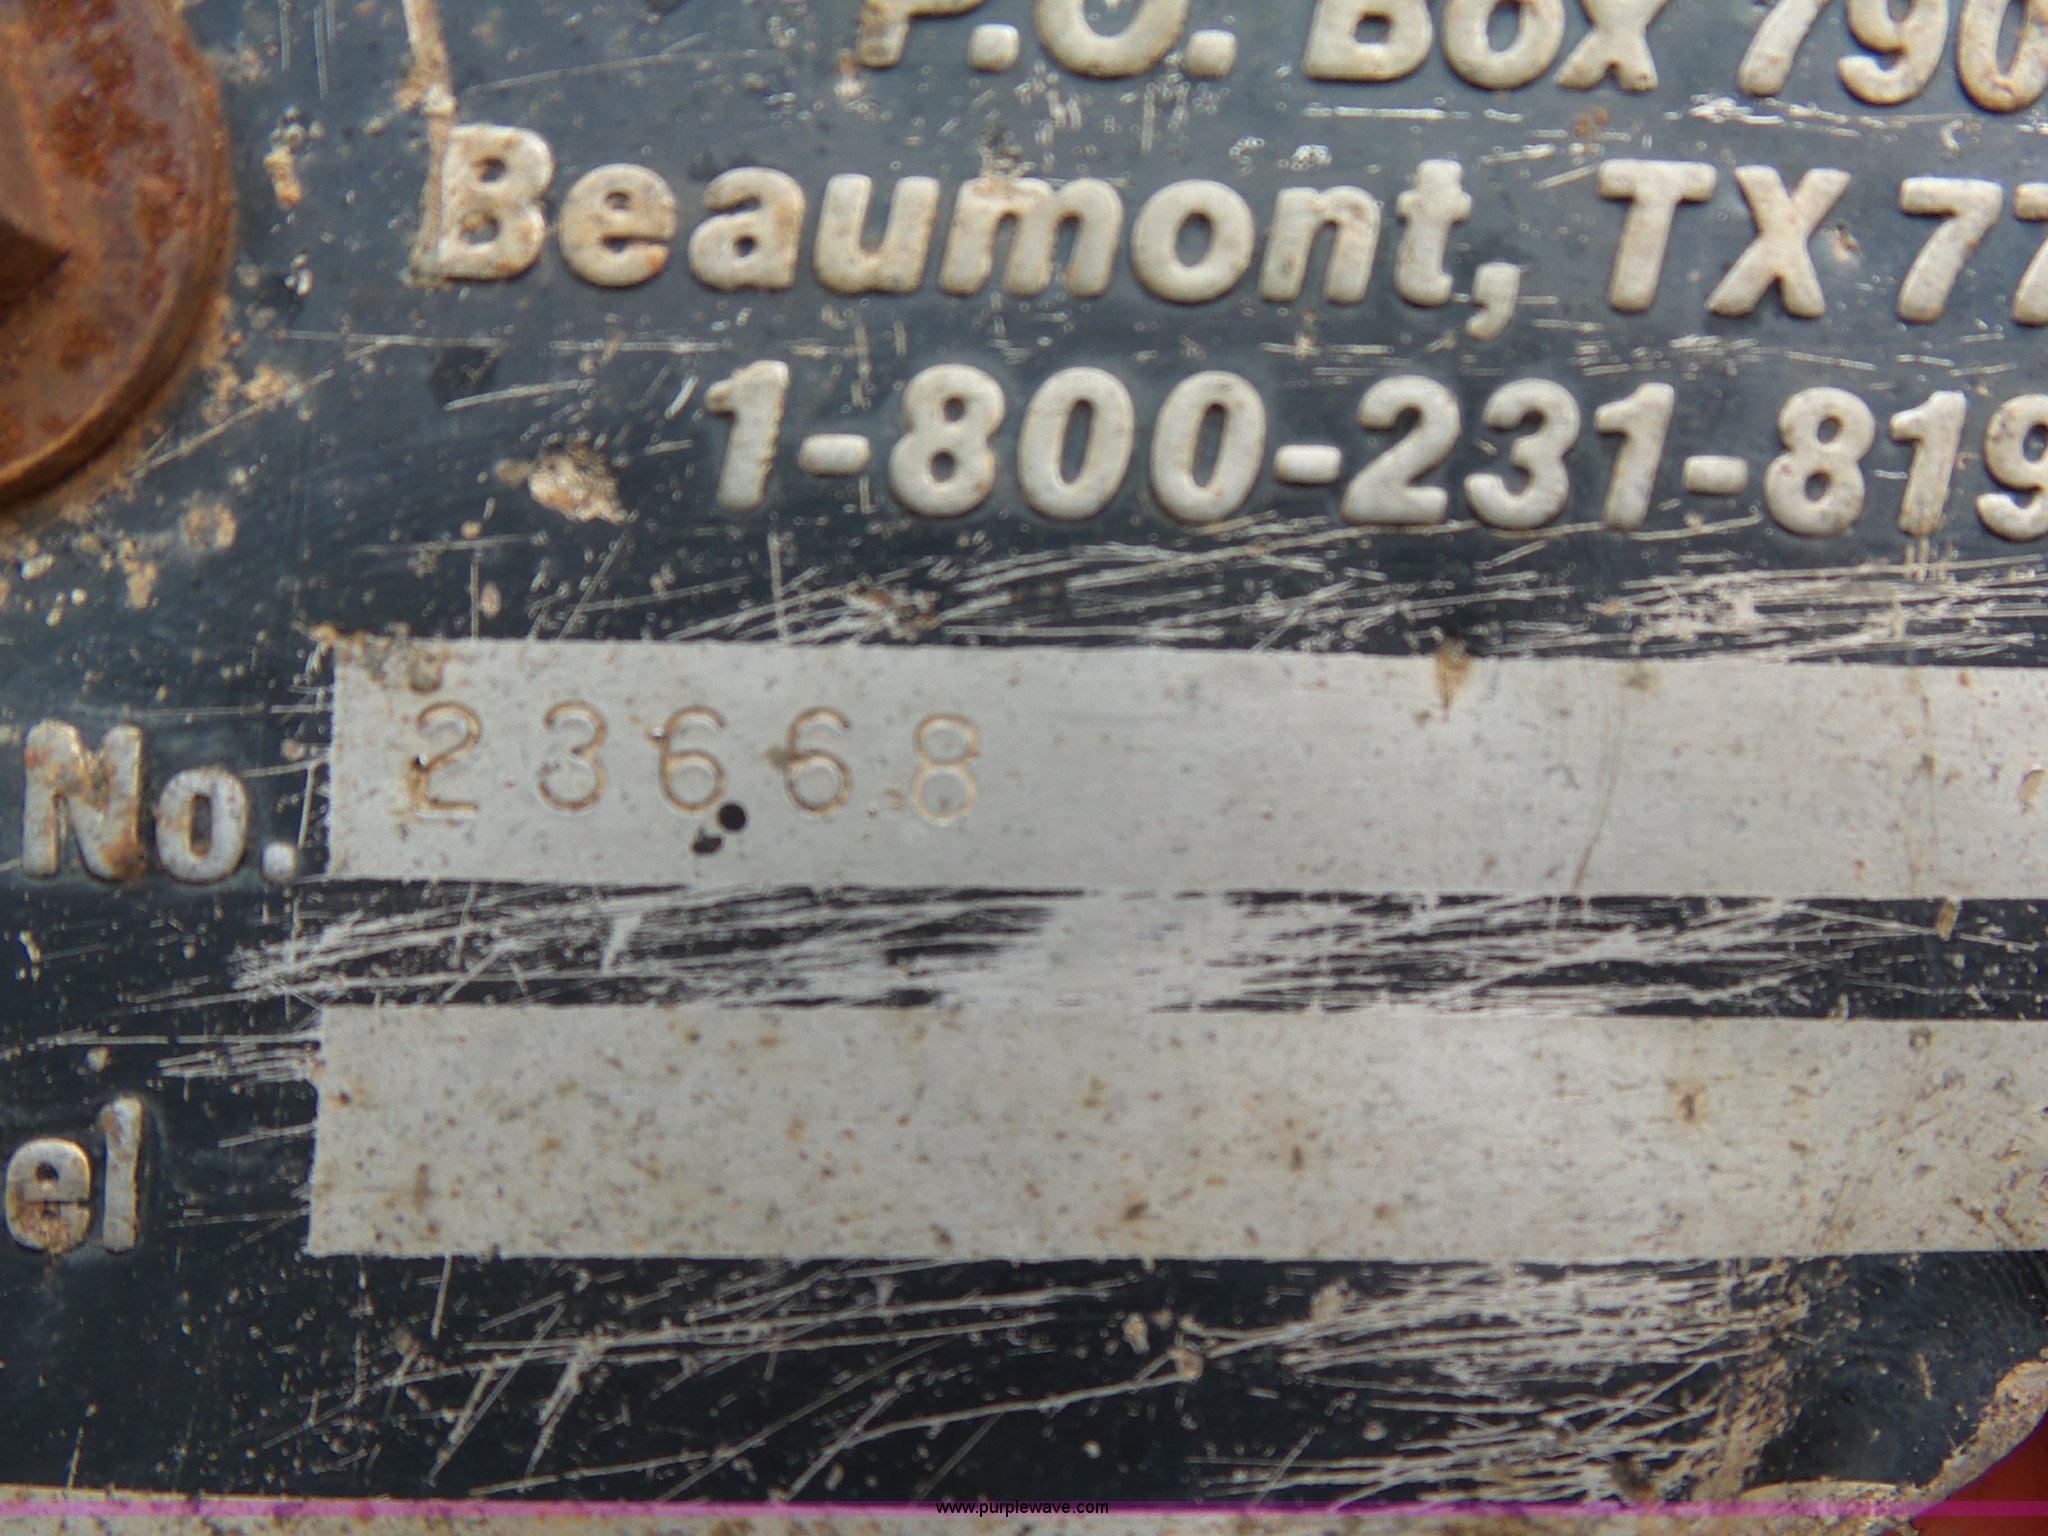 P.O. Box 790
Beaumont, TX 77
1-800-231-819
No. 23668
el
www.purplewave.com